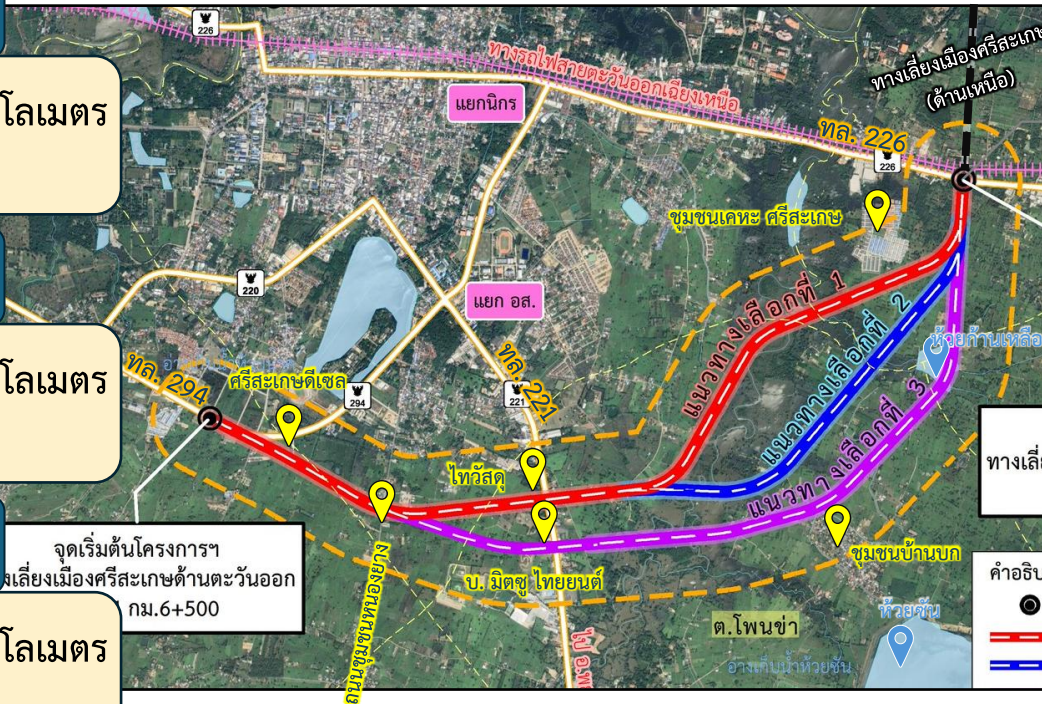 226
ทางรถไฟสายตะวันออกเฉียงเหนือ
ทางเลี่ยงเมืองศรีสะเกษ
(ด้านเหนือ)
โลเมตร
แยกนิกร
ทล. 226
226
ชุมชนเคหะ ศรีสะเกษ
220
แยก อส.
แนวทางเลือกที่ 1
แนวทางเลือกที่ 2
แนวทางเลือกที่ 3
ห้วยก้านเหลือ
โลเมตร
ทล. 294
ศรีสะเกษดีเซล
294
ทล. 221
221
ทางเลี่
ไทวัสดุ
จุดเริ่มต้นโครงการฯ
งเลี่ยงเมืองศรีสะเกษด้านตะวันออก
กม.6+500
ถนนชุมชนหนองยาง
บ. มิตซู ไทยยนต์
ชุมชนบ้านบก
คำอธิบ
ห้วยซัน
ต.โพนข่า
อ่างเก็บน้ำห้วยซัน
โลเมตร